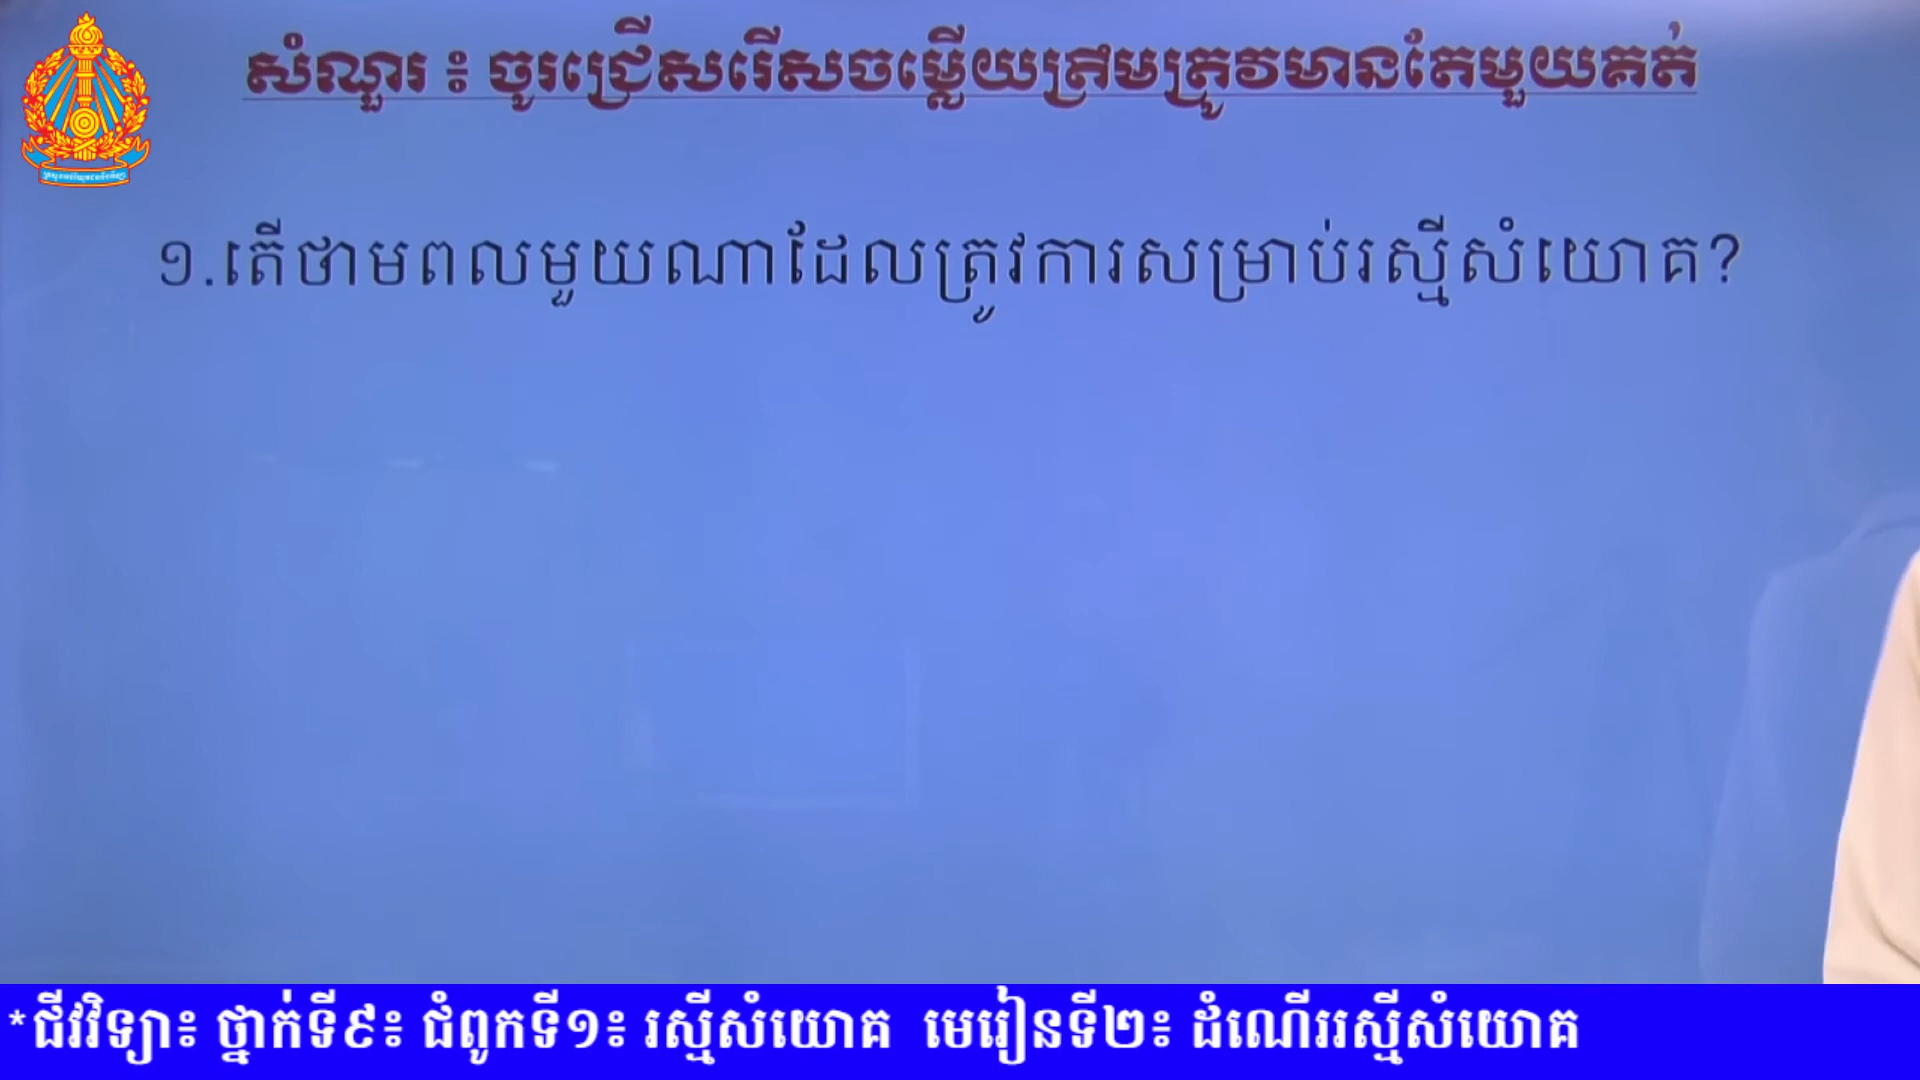 សំណួរ ៖ ចូរជ្រើសរើសចម្លើយត្រឹមត្រូវមានតែមួយគត់
១.តើថាមពលមួយណាដែលត្រូវការសម្រាប់រស្មីសំយោគ?
*ជីវវិទ្យា៖ ថ្នាក់ទី៩៖ ជំពូកទី១៖ រស្មីសំយោគ មេរៀនទី២៖ ដំណើររស្មីសំយោគ